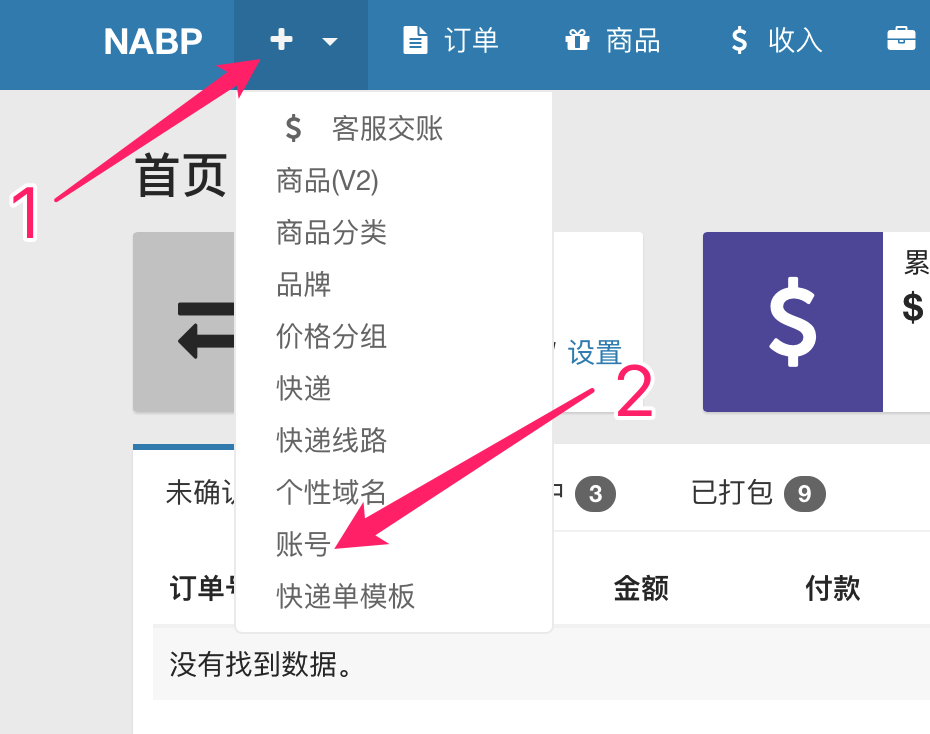 NABP 订单 商品 收入
1
$ 客服交账
首页
商品(V2)
商品分类
品牌
价格分组
快递
快递线路
个性域名
账号
快递单模板
累
$
$
设置
2
未确
3
已打包 9
订单
金额
付款
没有找到数据。